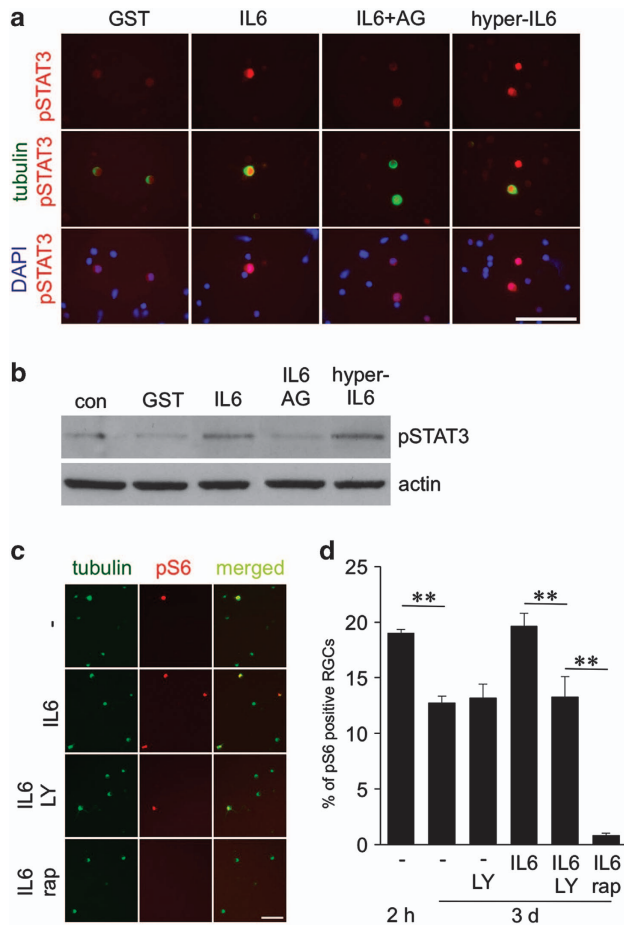 a
GST IL6 IL6+AG hyper-IL6
pSTAT3
tubulin
pSTAT3
DAPI
pSTAT3
b
con GST IL6 IL6 AG hyper-IL6
pSTAT3
actin
c
tubulin pS6 merged
-
IL6
IL6 LY
IL6 rap
d
% of pS6 positive RGCs
25
20
15
10
5
0
** ** **
- - - LY IL6 IL6 LY IL6 rap
2 h 3 d